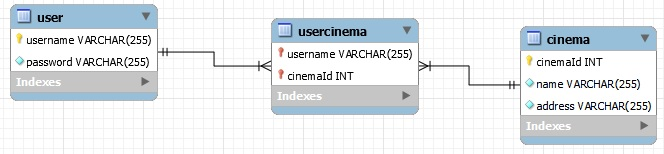 user
username VARCHAR(255)
password VARCHAR(255)
Indexes
usercinema
username VARCHAR(255)
cinemaId INT
Indexes
cinema
cinemaId INT
name VARCHAR(255)
address VARCHAR(255)
Indexes